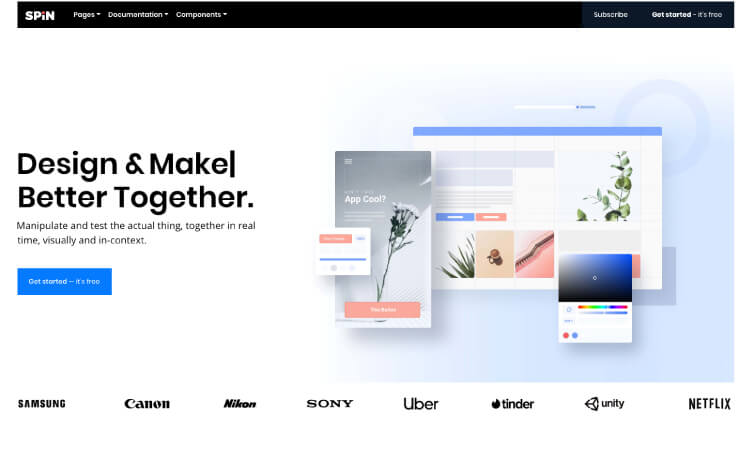 SPiN
Pages
Documentation
Components
Subscribe
Get started – it's free
Design & Make|
Better Together.
Manipulate and test the actual thing, together in real
time, visually and in-context.
Get started — it's free
App Cool?
SAMSUNG
Canon
Nikon
SONY
Uber
tinder
unity
NETFLIX